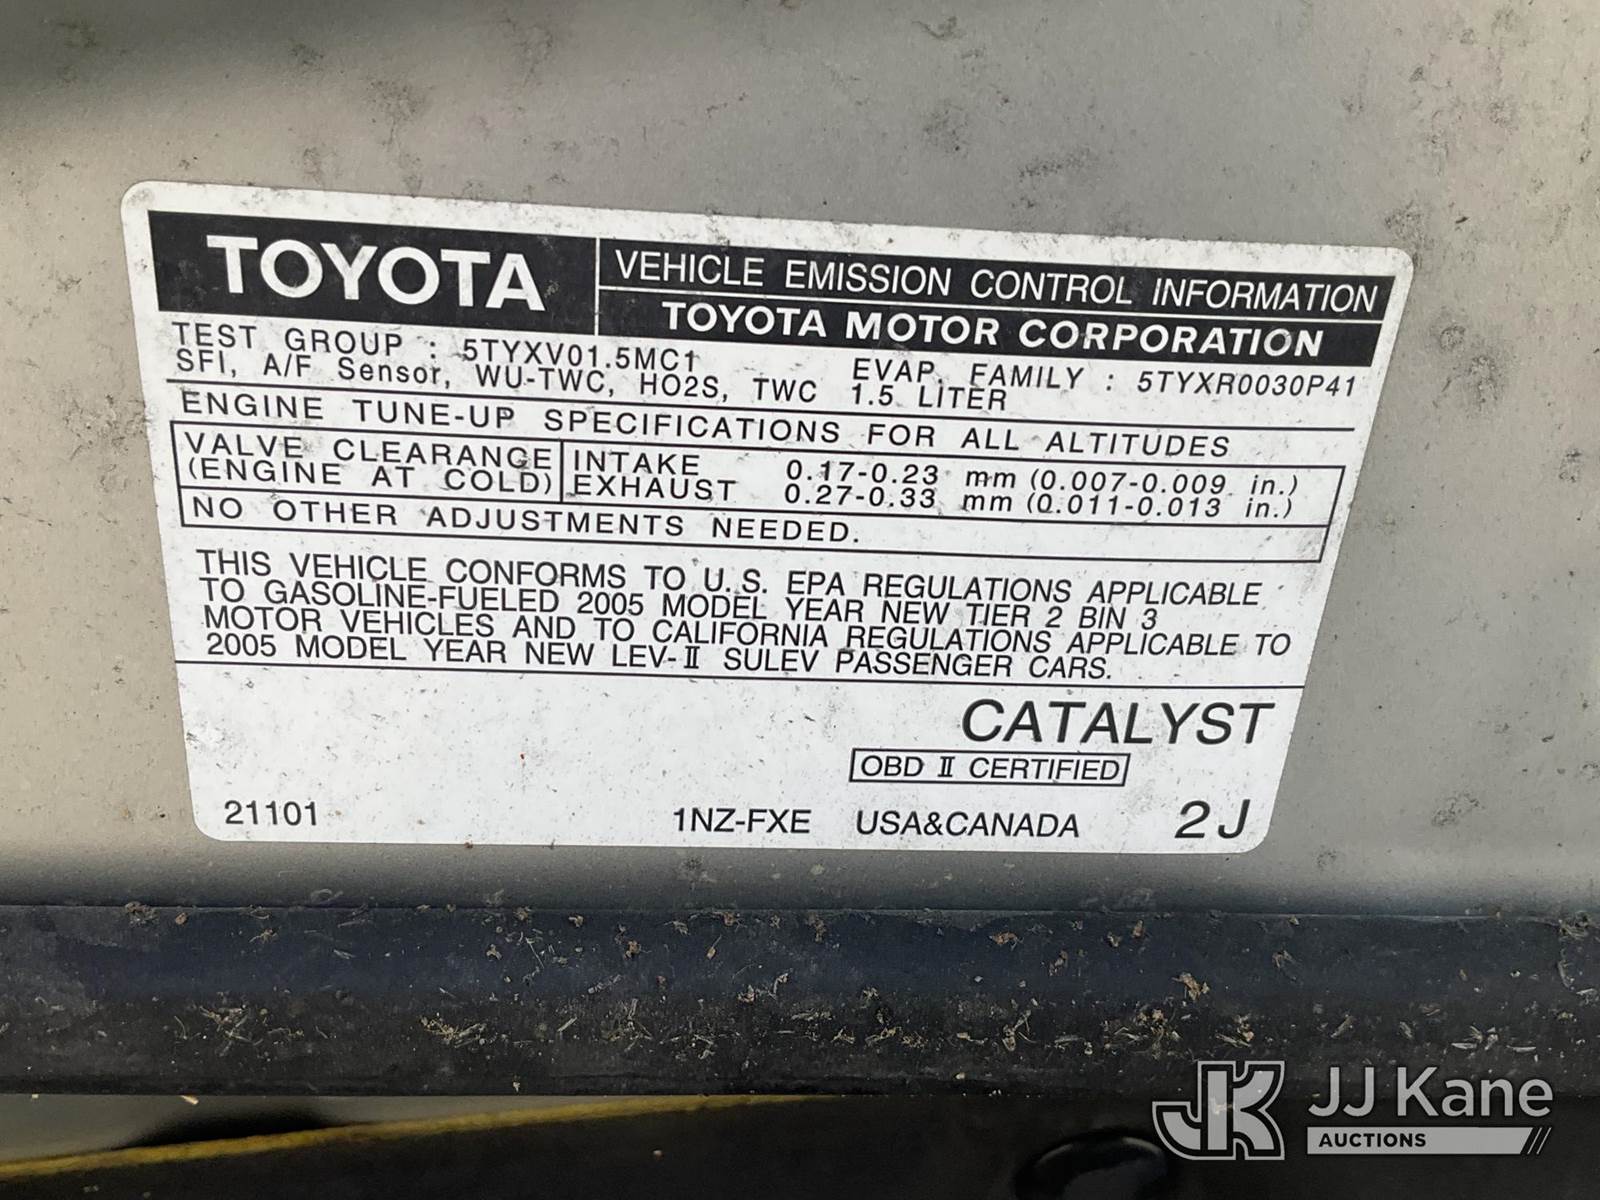 TOYOTA
VEHICLE EMISSION CONTROL INFORMATION
TOYOTA MOTOR CORPORATION
TEST GROUP : 5TYXV01.5MC1 EVAP. FAMILY : 5TYXR0030P41
SFI, A/F Sensor, WU-TWC, HO2S, TWC 1.5 LITER
ENGINE TUNE-UP SPECIFICATIONS FOR ALL ALTITUDES
VALVE CLEARANCE INTAKE 0.17-0.23 mm (0.007-0.009 in.)
(ENGINE AT COLD) EXHAUST 0.27-0.33 mm (0.011-0.013 in.)
NO OTHER ADJUSTMENTS NEEDED.
THIS VEHICLE CONFORMS TO U.S. EPA REGULATIONS APPLICABLE
TO GASOLINE-FUELED 2005 MODEL YEAR NEW TIER 2 BIN 3
MOTOR VEHICLES AND TO CALIFORNIA REGULATIONS APPLICABLE TO
2005 MODEL YEAR NEW LEV-II SULEV PASSENGER CARS.
CATALYST
OBD II CERTIFIED
21101 1NZ-FXE USA&CANADA 2J
JK JJ Kane
AUCTIONS